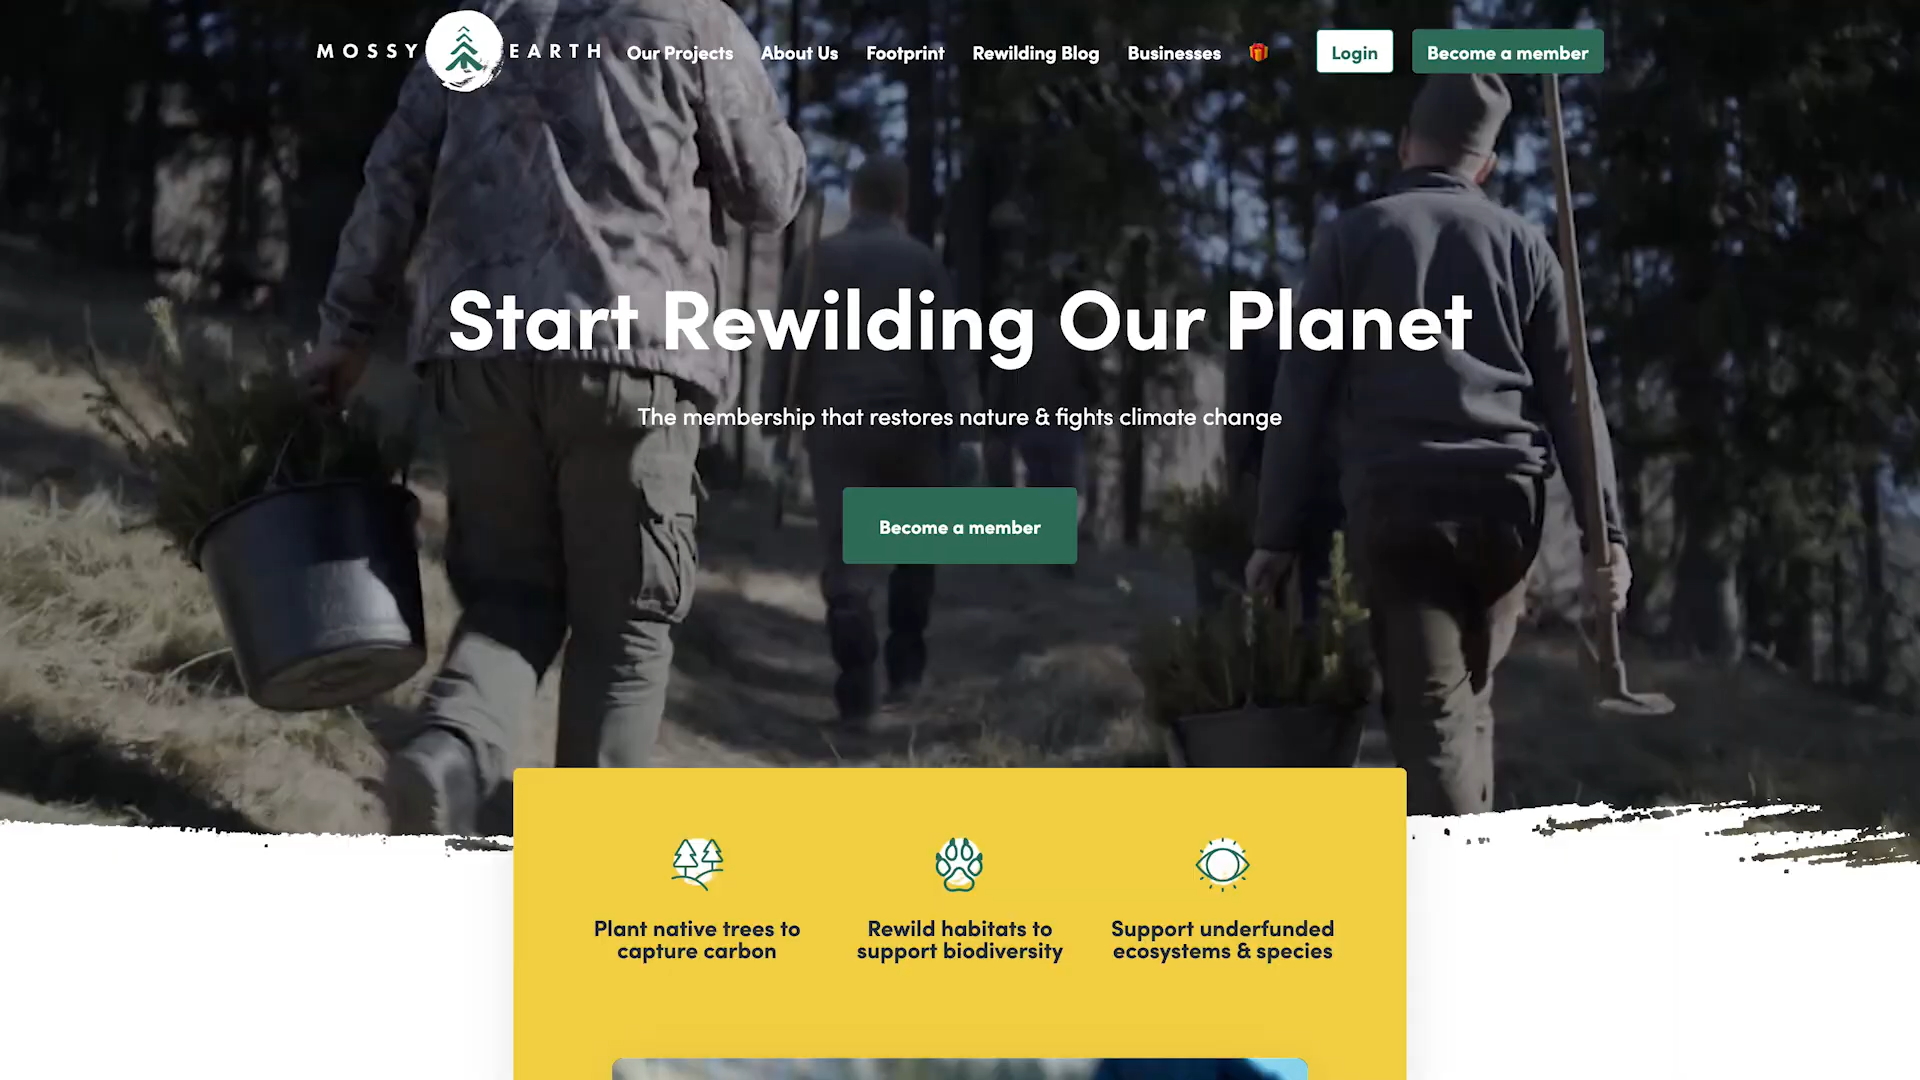 MOSSY EARTH
Our Projects
About Us
Footprint
Rewilding Blog
Businesses
Login
Become a member
Start Rewilding Our Planet
The membership that restores nature & fights climate change
Become a member
Plant native trees to
capture carbon
Rewild habitats to
support biodiversity
Support underfunded
ecosystems & species